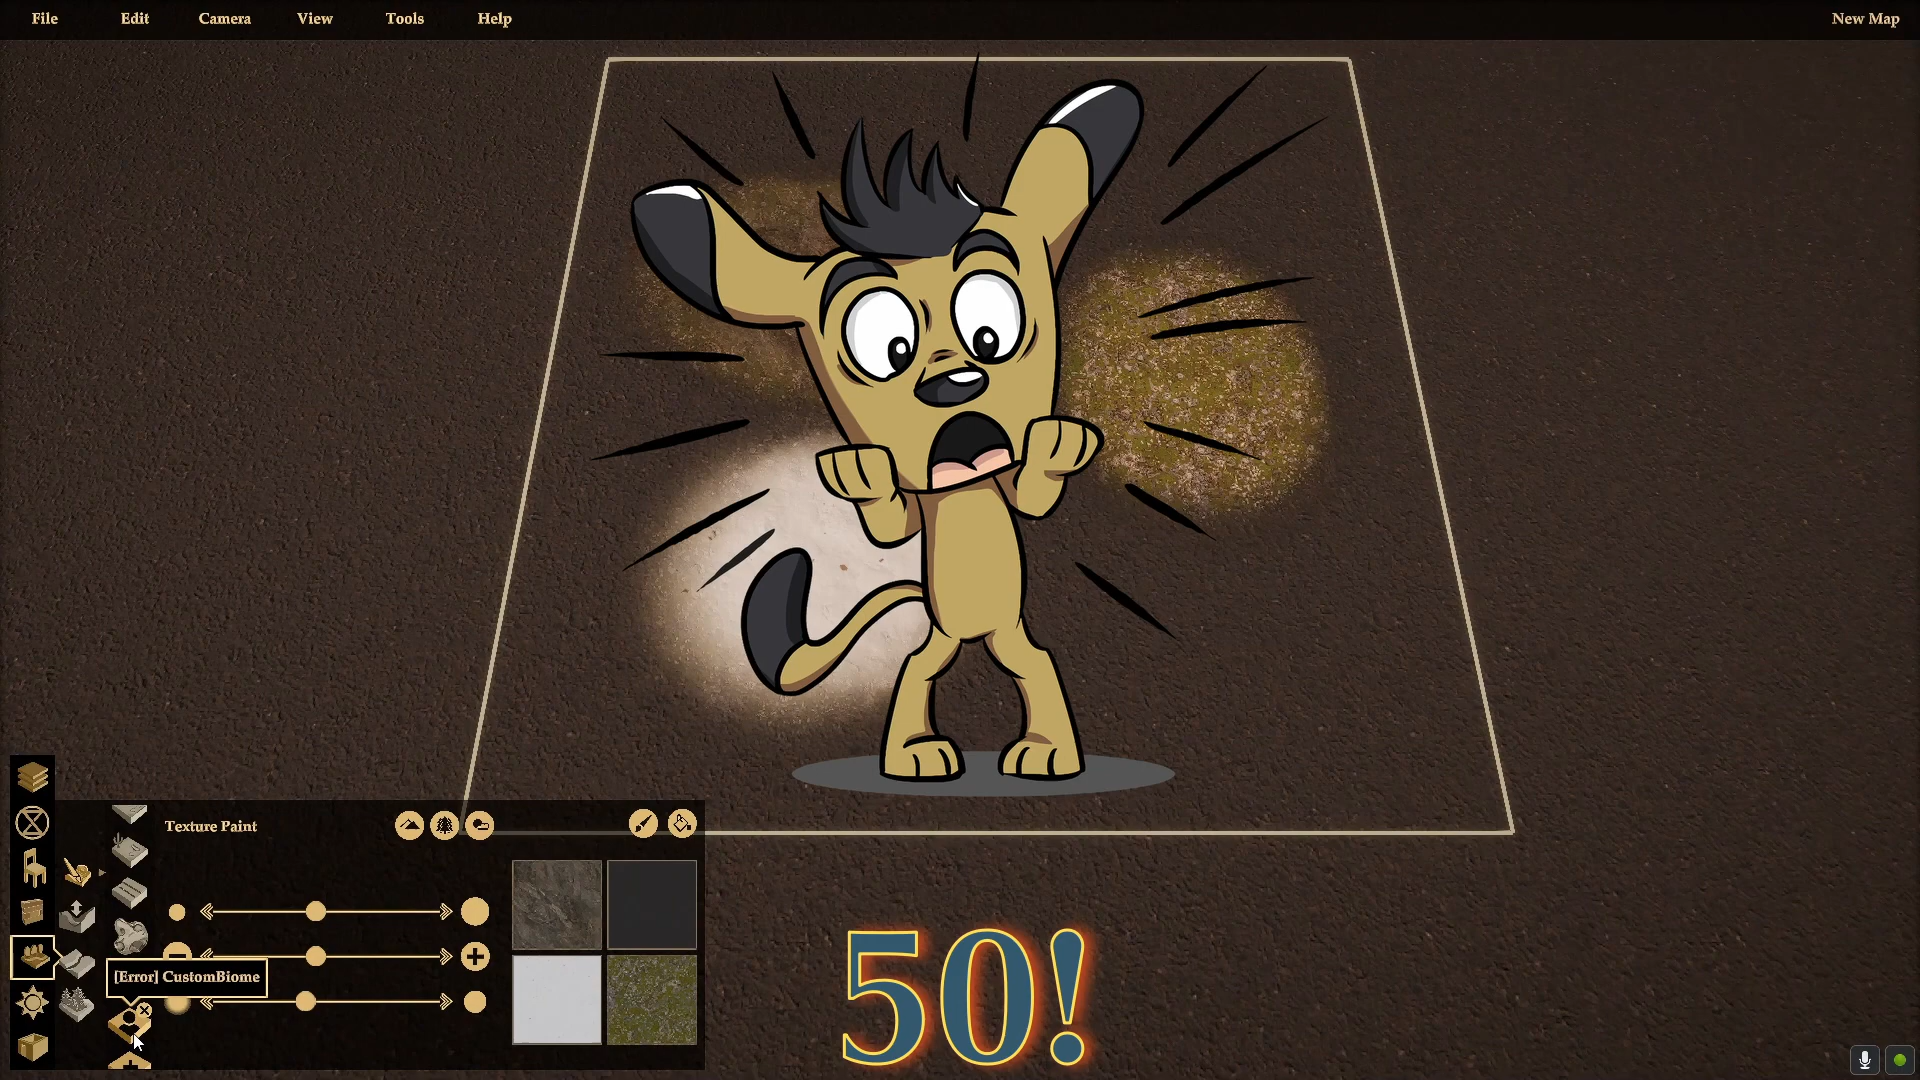 File
Edit
Camera
View
Tools
Help
New Map
Texture Paint
[Error] CustomBiome
50!